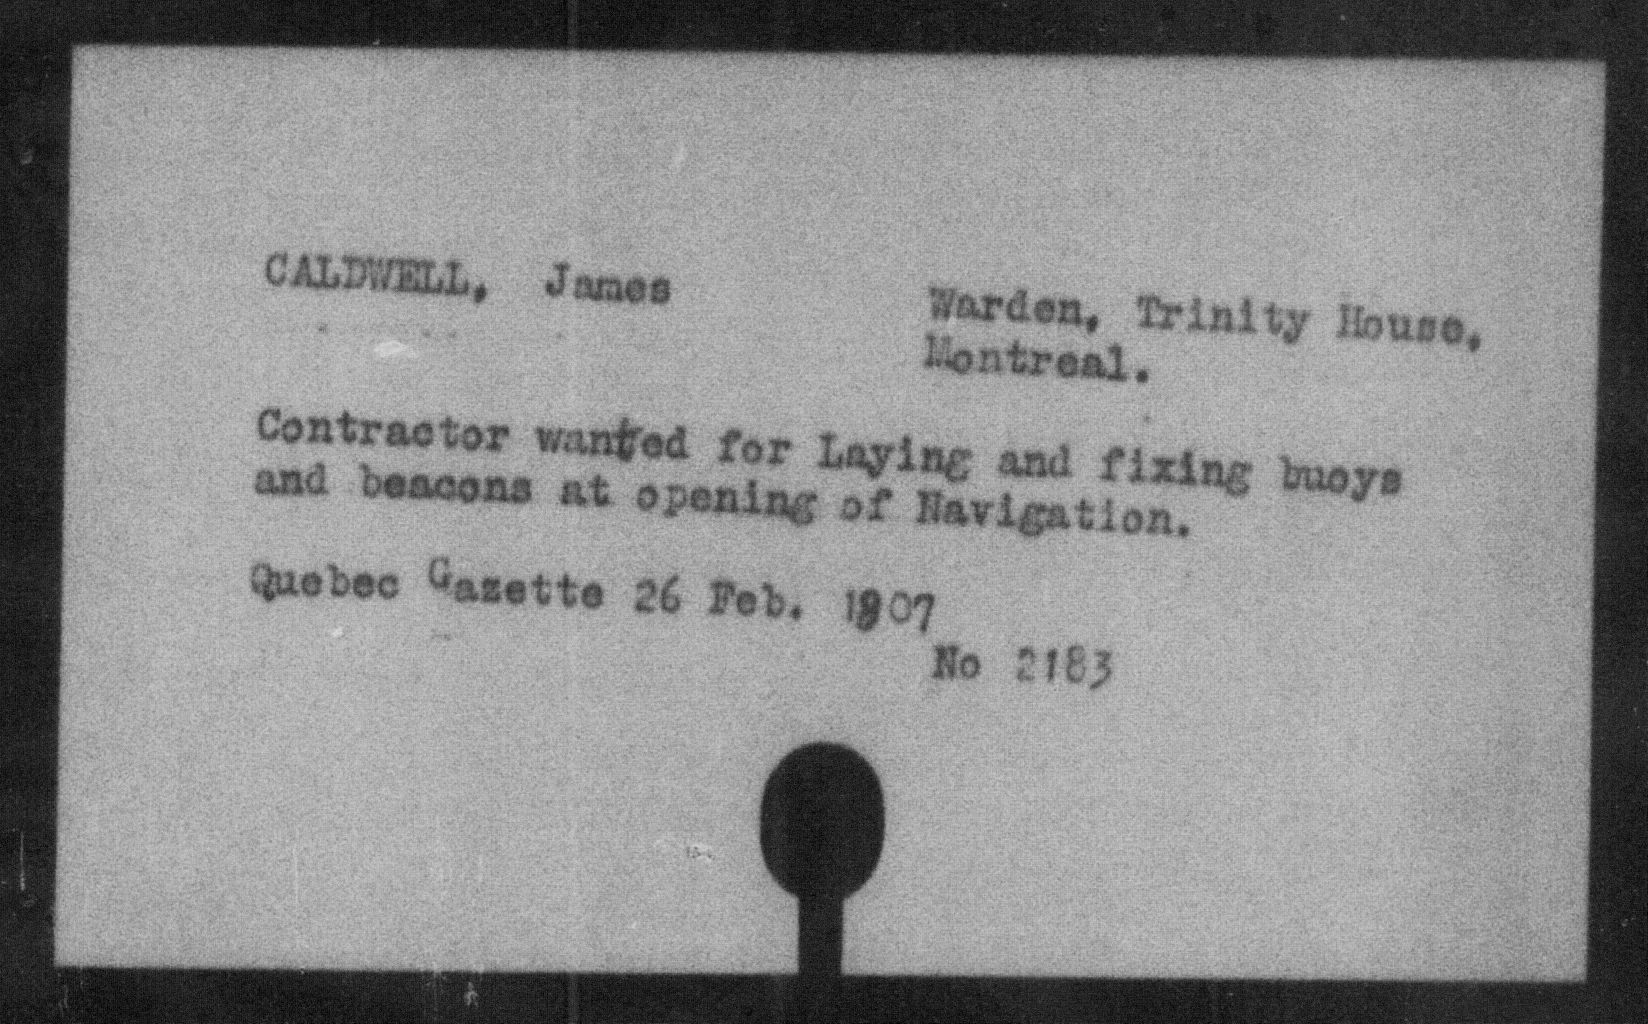 CALDWELL, James
Warden, Trinity House,
Montreal.
Contractor wanted for Laying and fixing buoys
and beacons at opening of Navigation.
Quebec Gazette 26 Feb. 1807
No 2183